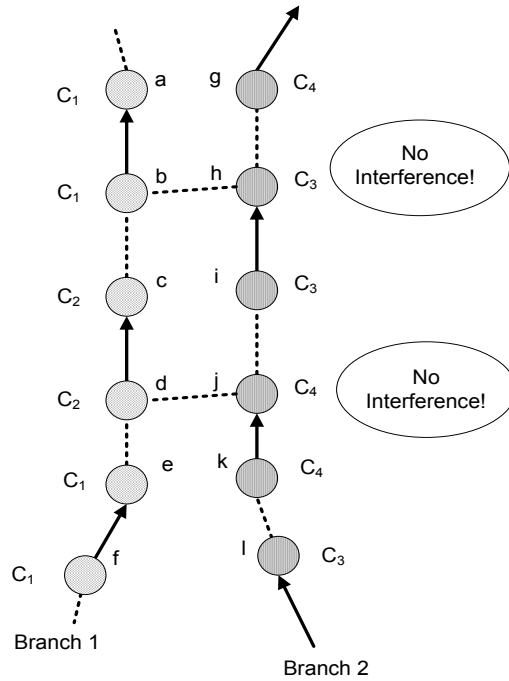 a
g
C1
C4
No
Interference!
b
h
C1
C3
c
i
C2
C3
d
j
C2
C4
No
Interference!
e
k
C1
C4
f
l
C1
C3
Branch 1
Branch 2